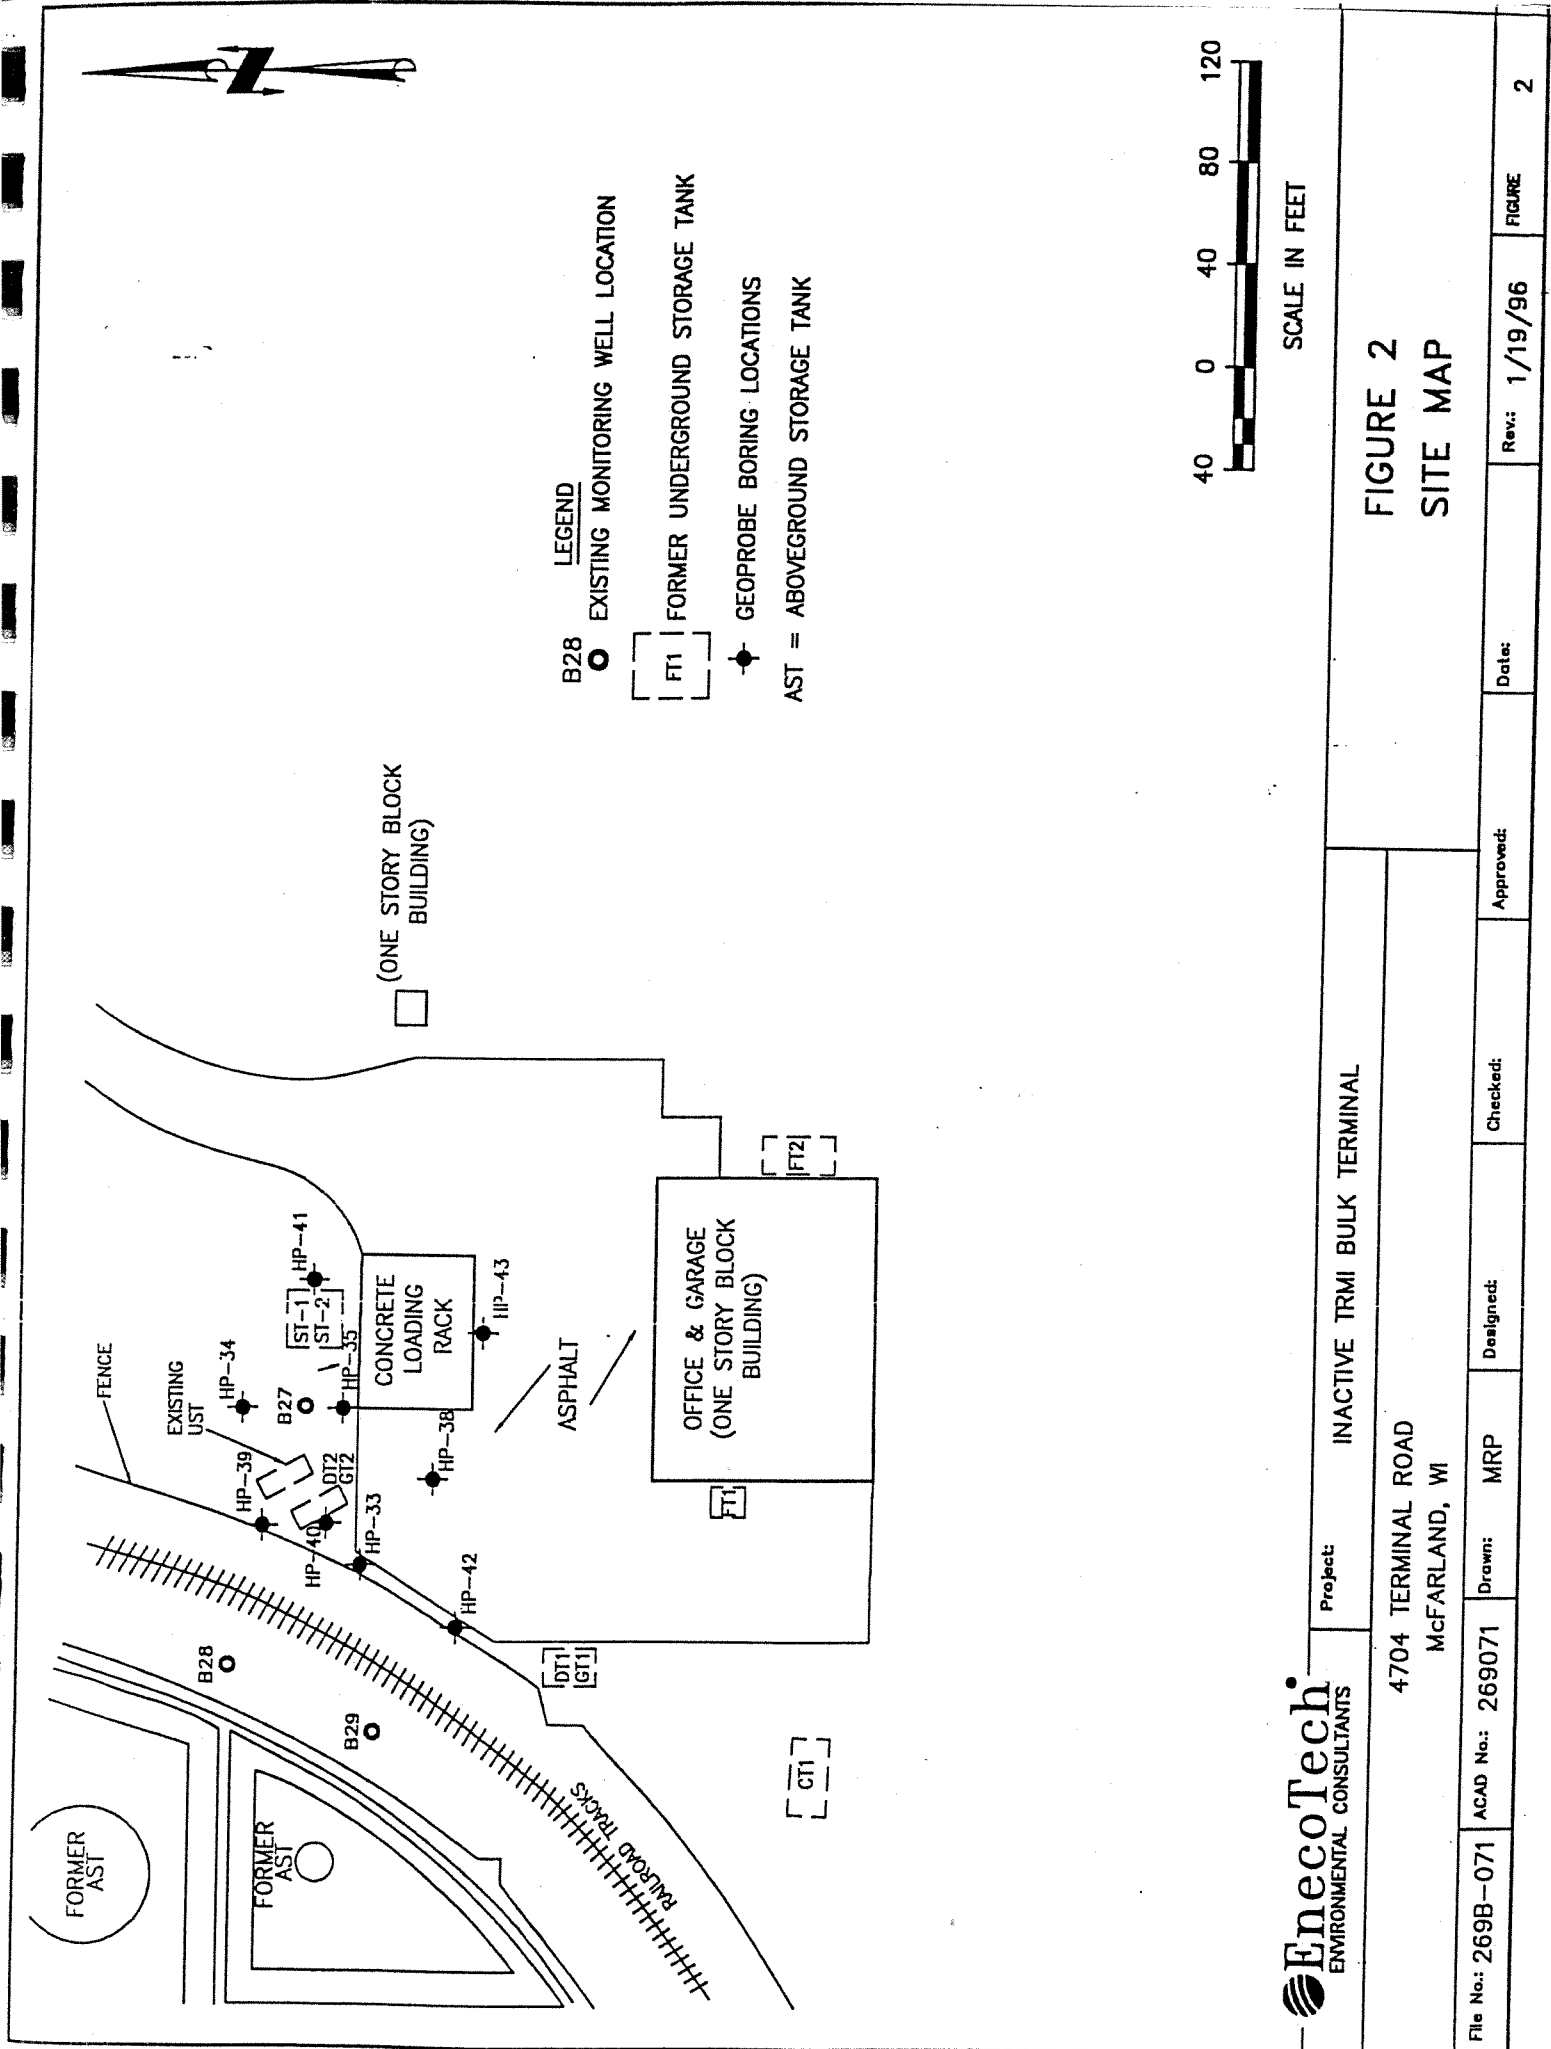 FORMER
AST
FORMER
AST
B28
B29
RAILROAD TRACKS
FENCE
EXISTING
UST
HP-39
HP-34
B27
HP-41
ST-1
ST-2
HP-35
DT2
GT2
HP-40
HP-33
HP-42
HP-38
HP-43
CONCRETE
LOADING
RACK
ASPHALT
(ONE STORY BLOCK
BUILDING)
OFFICE & GARAGE
(ONE STORY BLOCK
BUILDING)
FT1
FT2
DT1
GT1
CT1
LEGEND
B28
EXISTING MONITORING WELL LOCATION
FT1 FORMER UNDERGROUND STORAGE TANK
GEOPROBE BORING LOCATIONS
AST = ABOVEGROUND STORAGE TANK
N
40 0 40 80 120
SCALE IN FEET
EnecoTech
ENVIRONMENTAL CONSULTANTS
Project: INACTIVE TRMI BULK TERMINAL
4704 TERMINAL ROAD
McFARLAND, WI
FIGURE 2
SITE MAP
File No.: 269B-071
ACAD No.: 269071
Drawn: MRP
Designed:
Checked:
Approved:
Date:
Rev.: 1/19/96
FIGURE 2